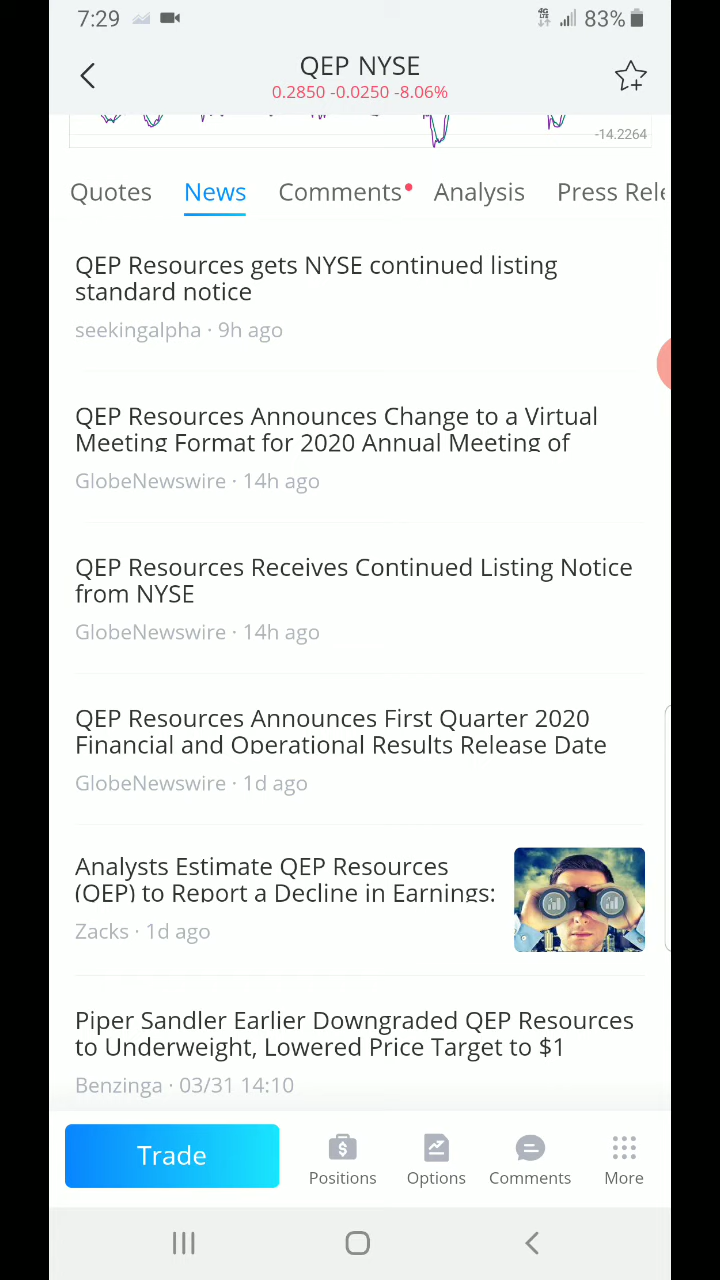 7:29
4G LTE
83%
QEP NYSE
0.2850 -0.0250 -8.06%
-14.2264
Quotes News Comments Analysis Press Rele
QEP Resources gets NYSE continued listing
standard notice
seekingalpha · 9h ago
QEP Resources Announces Change to a Virtual
Meeting Format for 2020 Annual Meeting of
GlobeNewswire · 14h ago
QEP Resources Receives Continued Listing Notice
from NYSE
GlobeNewswire · 14h ago
QEP Resources Announces First Quarter 2020
Financial and Operational Results Release Date
GlobeNewswire · 1d ago
Analysts Estimate QEP Resources
(QEP) to Report a Decline in Earnings:
Zacks · 1d ago
Piper Sandler Earlier Downgraded QEP Resources
to Underweight, Lowered Price Target to $1
Benzinga · 03/31 14:10
Trade
Positions Options Comments More